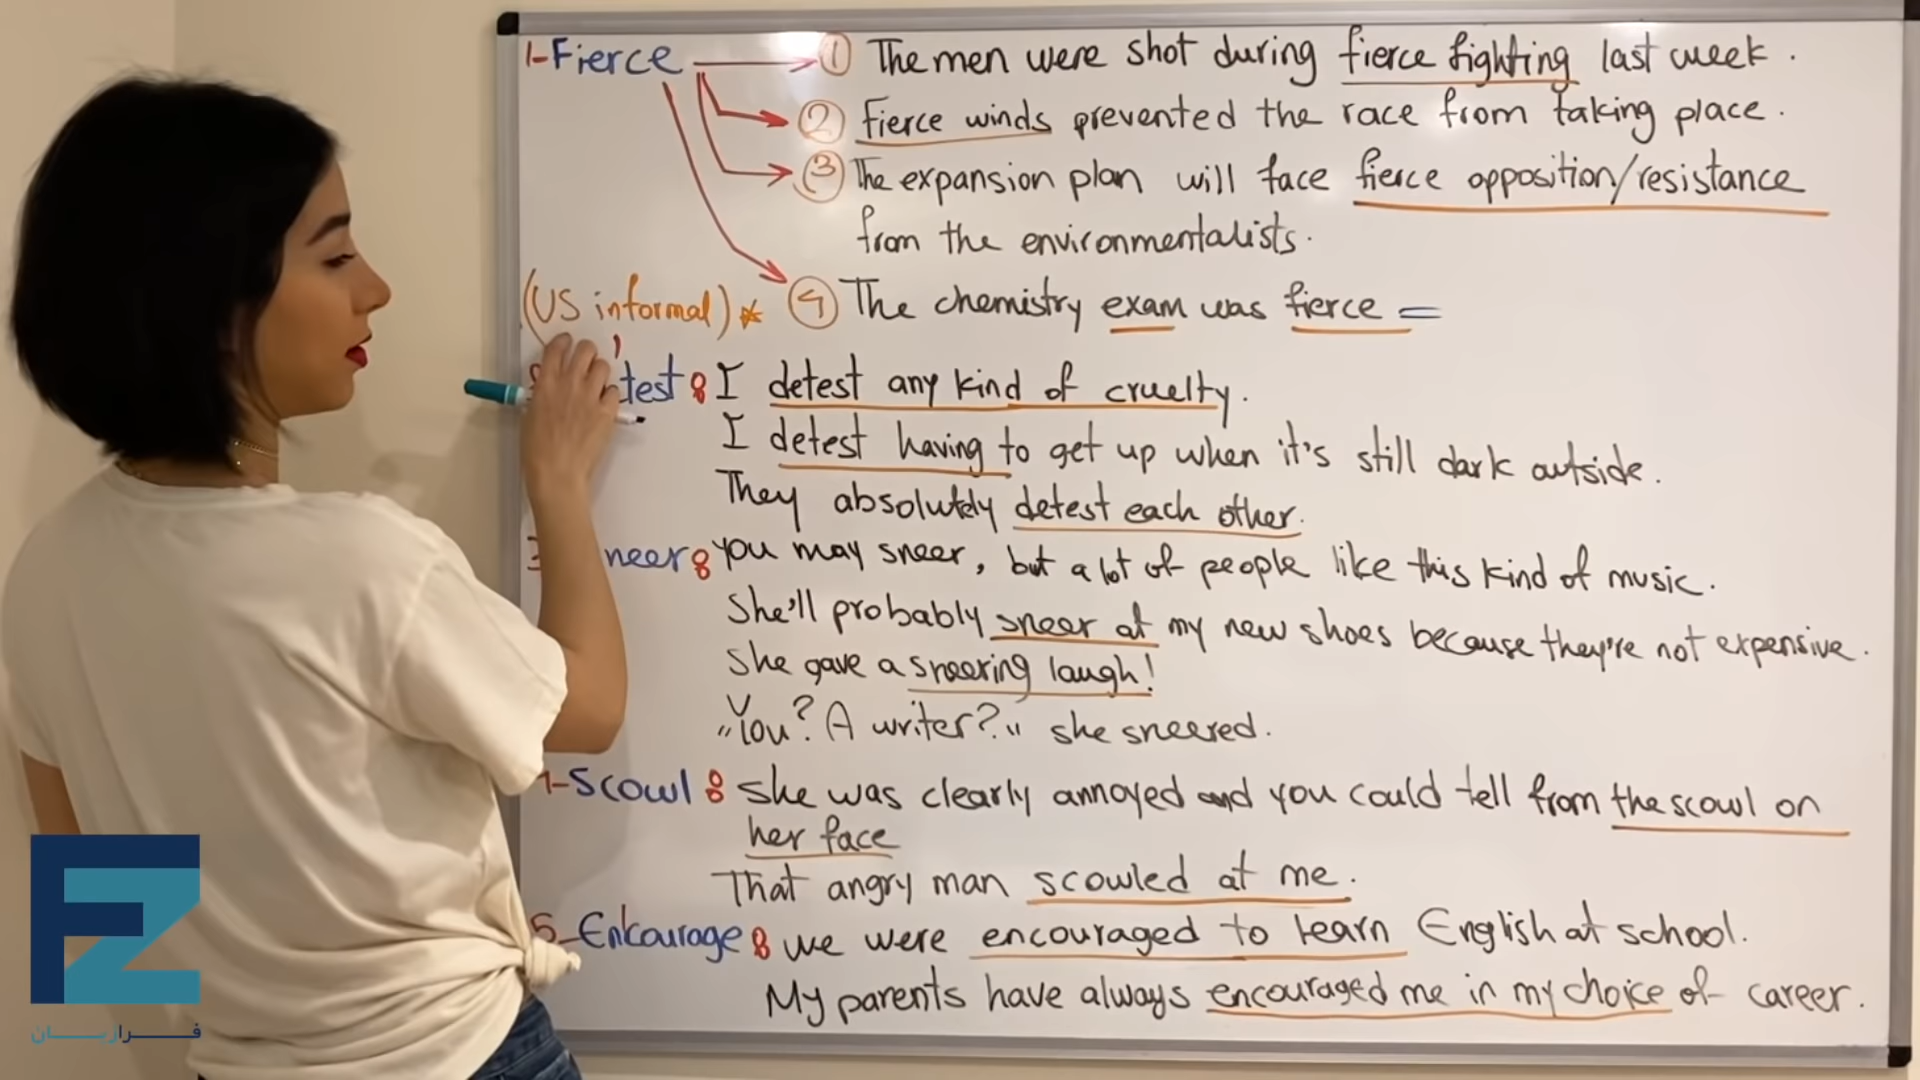 1-Fierce ① The men were shot during fierce fighting last week.
② Fierce winds prevented the race from taking place.
③ The expansion plan will face fierce opposition/resistance
from the environmentalists.
(US informal) * ④ The chemistry exam was fierce =
test: I detest any kind of cruelty.
I detest having to get up when it's still dark outside.
They absolutely detest each other.
3 neer: you may sneer, but a lot of people like this kind of music.
She'll probably sneer at my new shoes because they're not expensive.
She gave a sneering laugh!
"You? A writer?" she sneered.
-Scowl: she was clearly annoyed and you could tell from the scowl on
her face
That angry man scowled at me.
5-Encourage: we were encouraged to learn English at school.
My parents have always encouraged me in my choice of career.
FZ
فرازبان